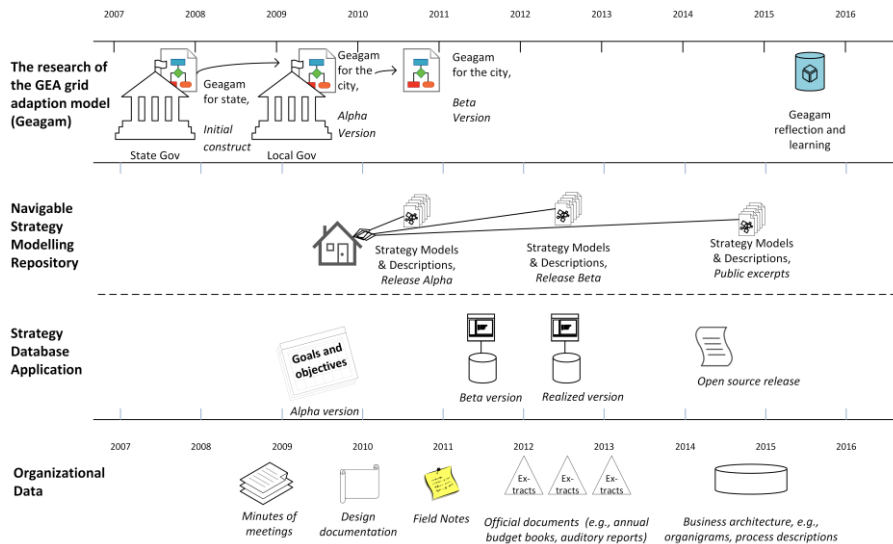 2007 2008 2009 2010 2011 2012 2013 2014 2015 2016
The research of
the GEA grid
adaption model
(Geagam)
State Gov
Geagam
for state,
Initial
construct
Local Gov
Geagam
for the
city,
Alpha
Version
Geagam
for the city,
Beta
Version
Geagam
reflection and
learning
Navigable
Strategy
Modelling
Repository
Strategy Models
& Descriptions,
Release Alpha
Strategy Models
& Descriptions,
Release Beta
Strategy Models
& Descriptions,
Public excerpts
Strategy
Database
Application
Goals and
objectives
Alpha version
Beta version
Realized version
Open source release
2007 2008 2009 2010 2011 2012 2013 2014 2015 2016
Organizational
Data
Minutes of
meetings
Design
documentation
Field Notes
Ex-
tracts
Ex-
tracts
Ex-
tracts
Official documents (e.g., annual
budget books, auditory reports)
Business architecture, e.g.,
organigrams, process descriptions